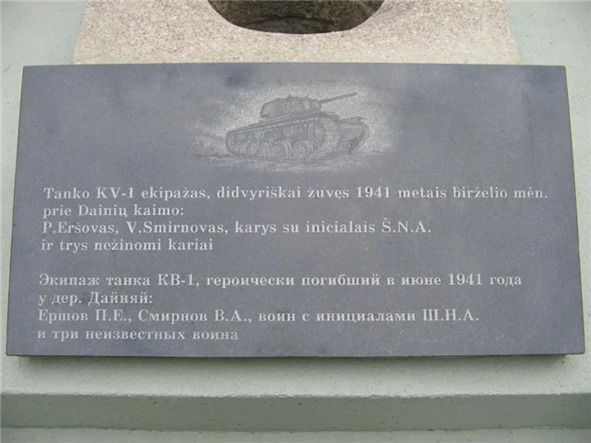 Tanko KV-1 ekipažas, didvyriškai žuvęs 1941 metais birželio mėn.
prie Dainių kaimo:
P.Eršovas, V.Smirnovas, karys su inicialais Š.N.A.
ir trys nežinomi kariai
Экипаж танка КВ-1, героически погибший в июне 1941 года
у дер. Дайняй:
Ершов П.Е., Смирнов В.А., воин с инициалами Ш.Н.А.
и три неизвестных воина